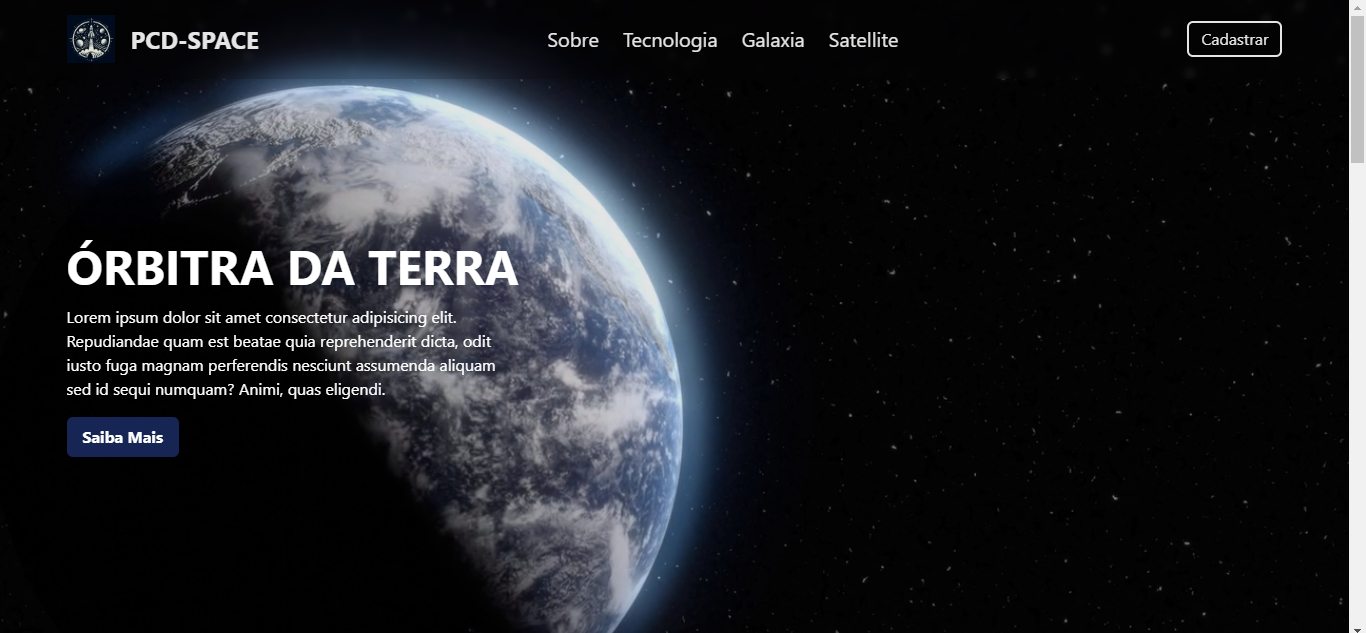 PCD-SPACE
Sobre Tecnologia Galaxia Satellite
Cadastrar
ÓRBITRA DA TERRA
Lorem ipsum dolor sit amet consectetur adipisicing elit.
Repudiandae quam est beatae quia reprehenderit dicta, odit
iusto fuga magnam perferendis nesciunt assumenda aliquam
sed id sequi numquam? Animi, quas eligendi.
Saiba Mais